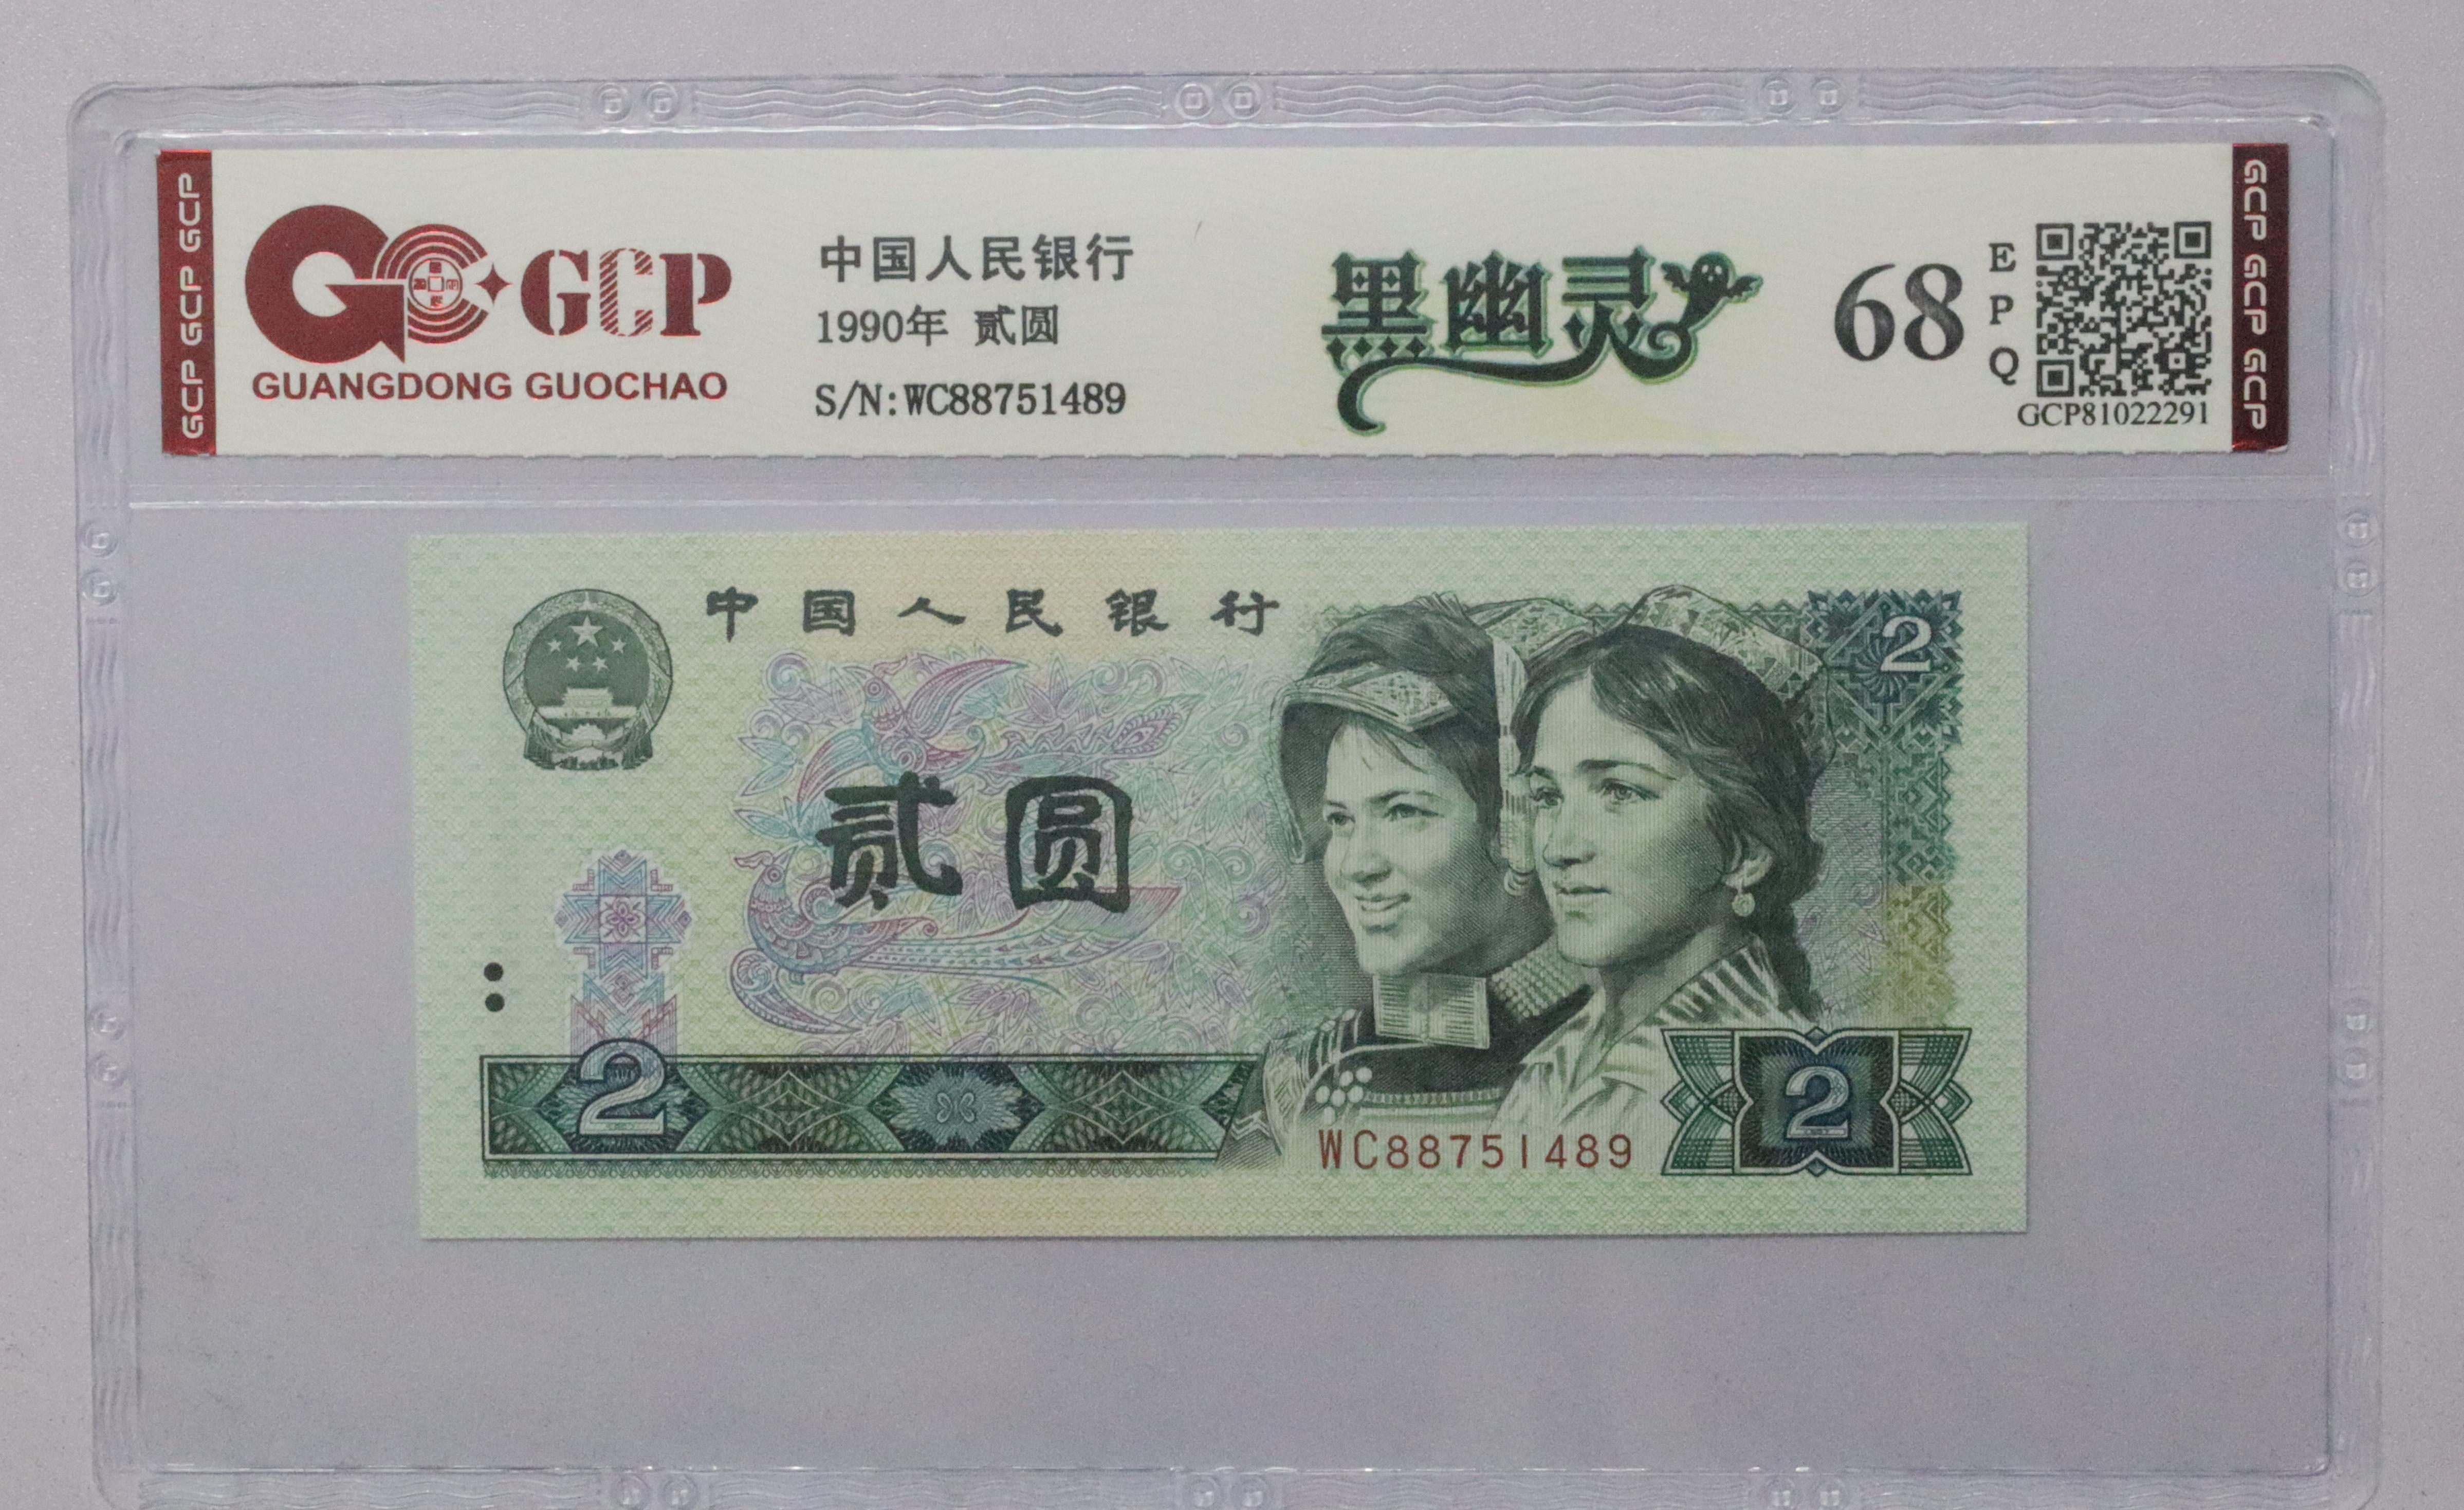 GCP GCP GCP
GCP
GUANGDONG GUOCHAO
中国人民银行
1990年 贰圆
S/N:WC88751489
黑幽灵
68
E
P
Q
GCP81022291
GCP GCP GCP
中国人民银行
2
贰圆
2
WC88751489
2